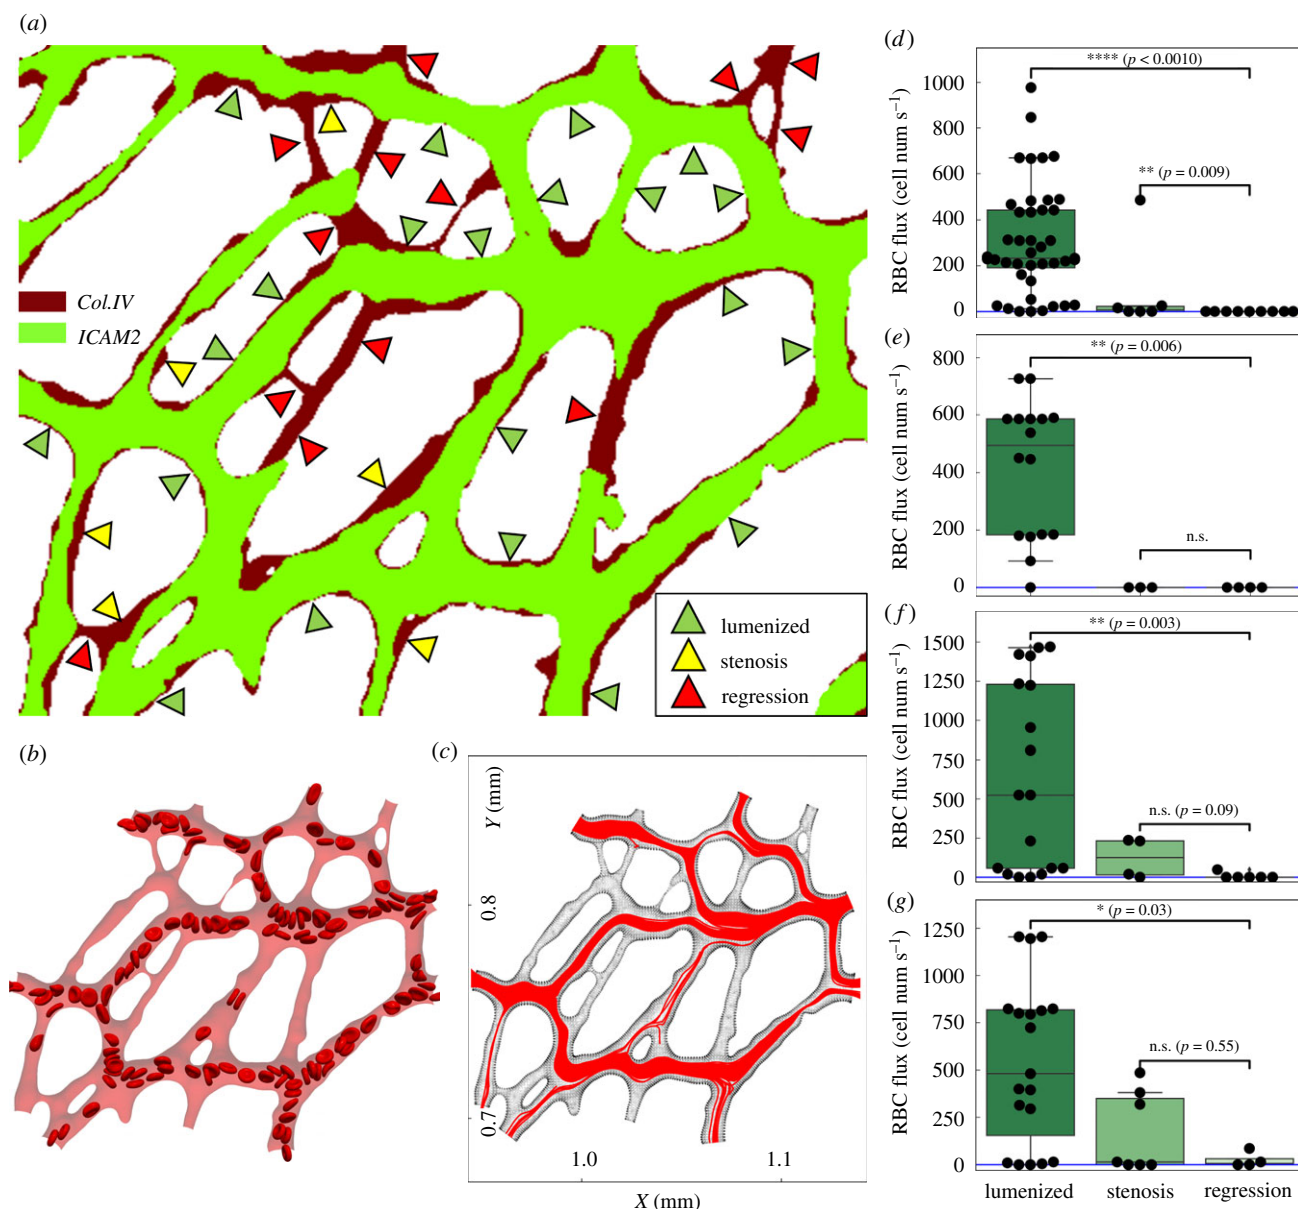 (a)
Col.IV
ICAM2
lumenized
stenosis
regression
(b)
(c)
Y (mm)
0.8
0.7
1.0 1.1
X (mm)
(d)
RBC flux (cell num s⁻¹)
1000
800
600
400
200
0
**** (p < 0.0010)
** (p = 0.009)
(e)
RBC flux (cell num s⁻¹)
800
600
400
200
0
** (p = 0.006)
n.s.
(f)
RBC flux (cell num s⁻¹)
1500
1250
1000
750
500
250
0
** (p = 0.003)
n.s. (p = 0.09)
(g)
RBC flux (cell num s⁻¹)
1250
1000
750
500
250
0
* (p = 0.03)
n.s. (p = 0.55)
lumenized stenosis regression